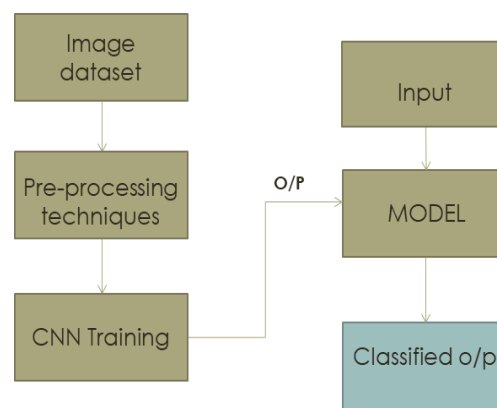 Image
dataset
Pre-processing
techniques
CNN Training
O/P
Input
MODEL
Classified o/p